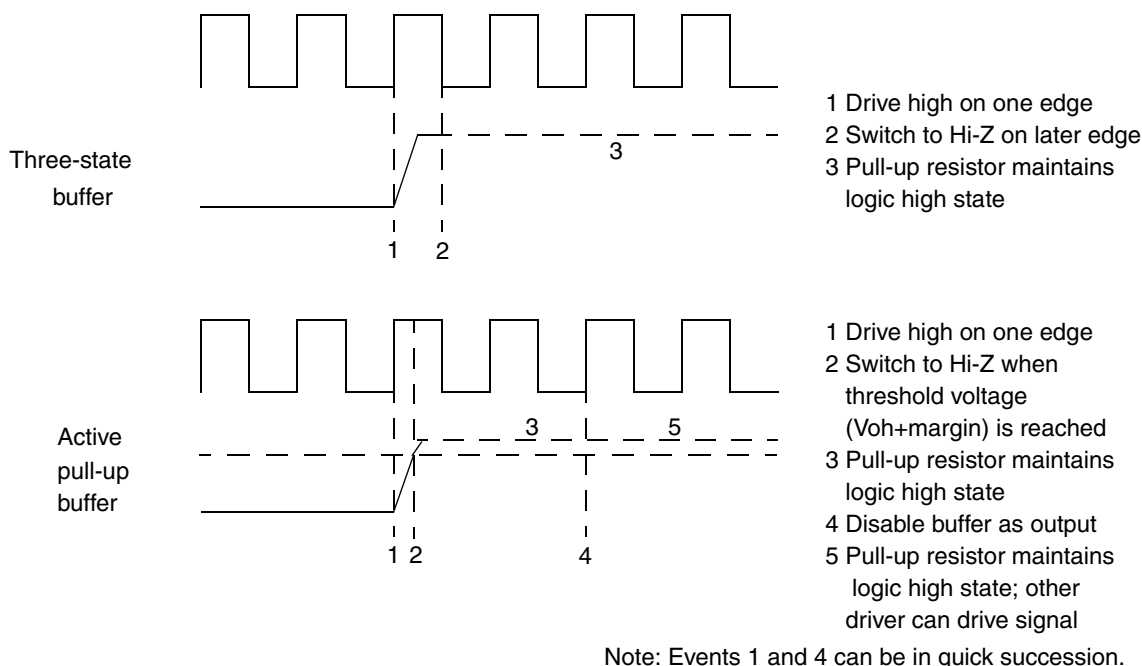 1 Drive high on one edge
2 Switch to Hi-Z on later edge
3 Pull-up resistor maintains
logic high state
Three-state
buffer
3
1 2
1 Drive high on one edge
2 Switch to Hi-Z when
threshold voltage
(Voh+margin) is reached
3 Pull-up resistor maintains
logic high state
4 Disable buffer as output
5 Pull-up resistor maintains
logic high state; other
driver can drive signal
Active
pull-up
buffer
3 5
1 2 4
Note: Events 1 and 4 can be in quick succession.